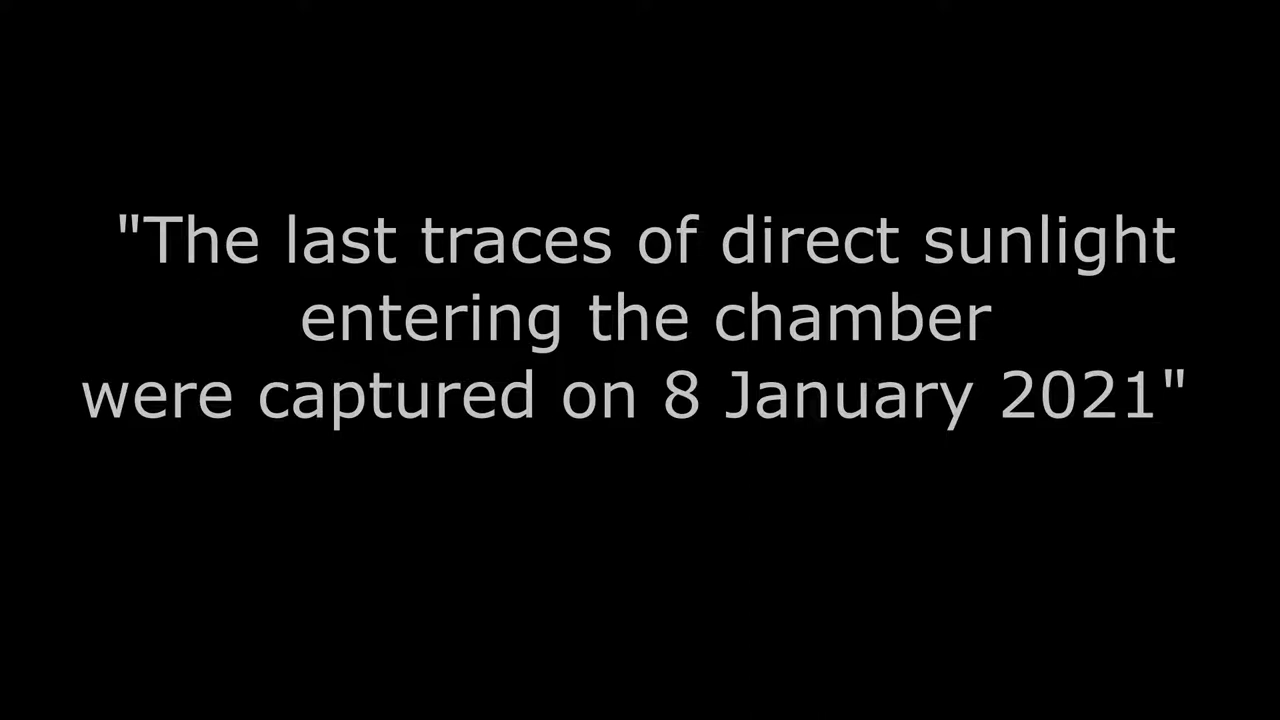 "The last traces of direct sunlight
entering the chamber
were captured on 8 January 2021"